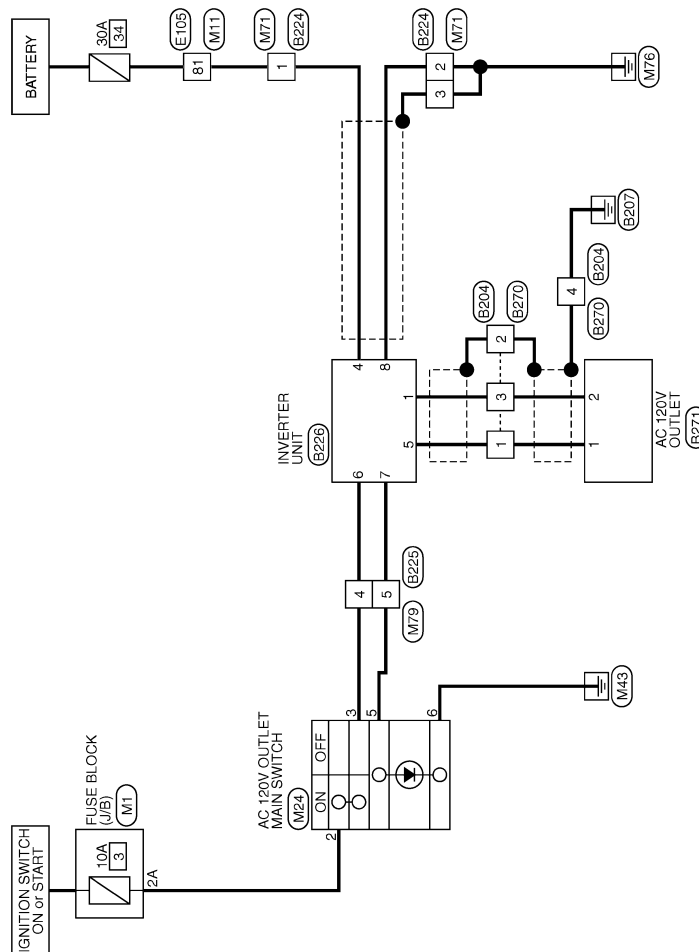 IGNITION SWITCH
ON or START
BATTERY
FUSE BLOCK
(J/B)
M1
10A
3
2A
30A
34
E105
M11
81
M71
B224
1
AC 120V OUTLET
MAIN SWITCH
M24
OFF
ON
2
3
5
6
M43
4
5
B225
M79
INVERTER
UNIT
B226
6
7
4
8
5
1
B224
M71
2
3
M76
B204
B270
2
3
1
B204
B270
4
B207
2
1
AC 120V
OUTLET
B271